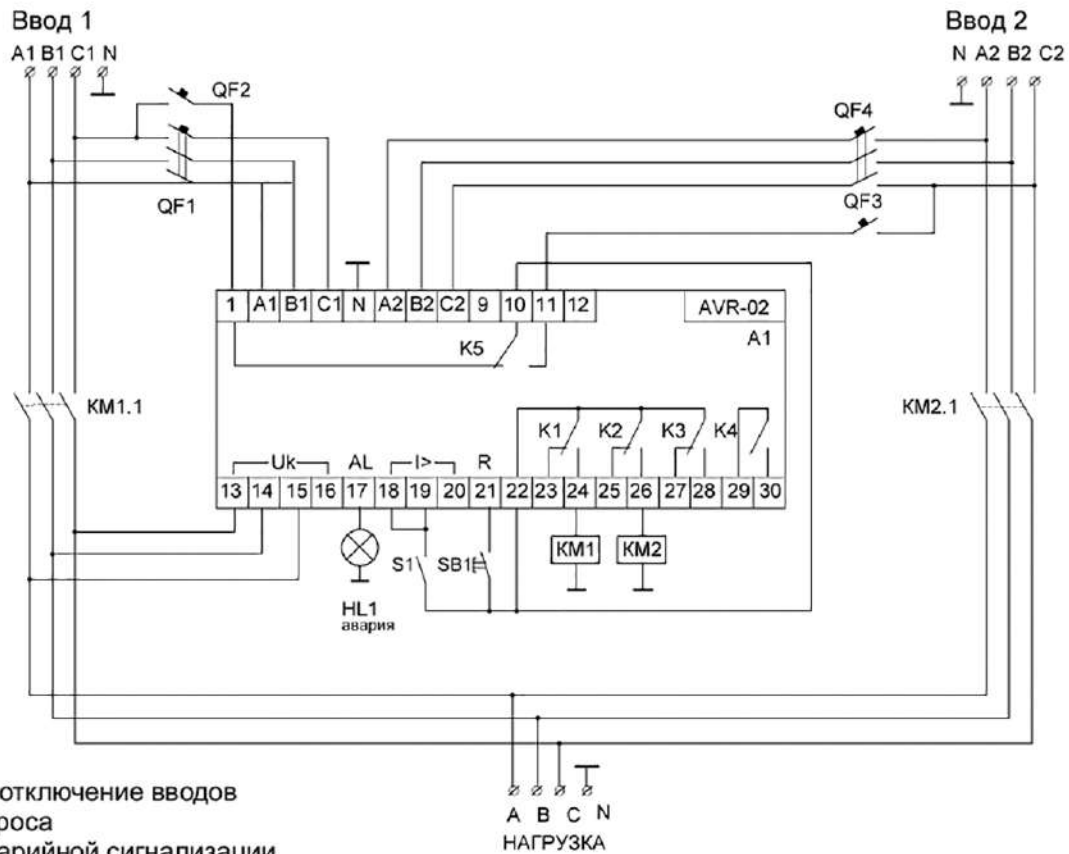 Ввод 1
Ввод 2
A1 B1 C1 N
N A2 B2 C2
QF2
QF4
QF1
QF3
1 A1 B1 C1 N A2 B2 C2 9 10 11 12
AVR-02
A1
K5
KM1.1
KM2.1
K1 K2 K3 K4
Uk AL I> R
13 14 15 16 17 18 19 20 21 22 23 24 25 26 27 28 29 30
S1 SB1 KM1 KM2
HL1
авария
отключение вводов
роса
арийной сигнализации
A B C N
НАГРУЗКА